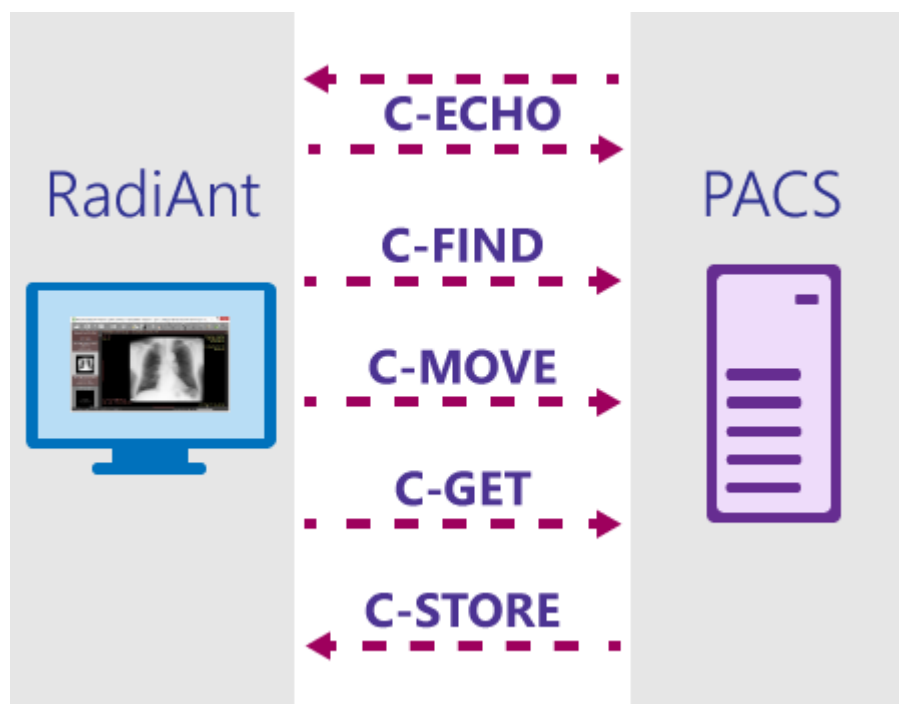 C-ECHO
RadiAnt
PACS
C-FIND
C-MOVE
C-GET
C-STORE